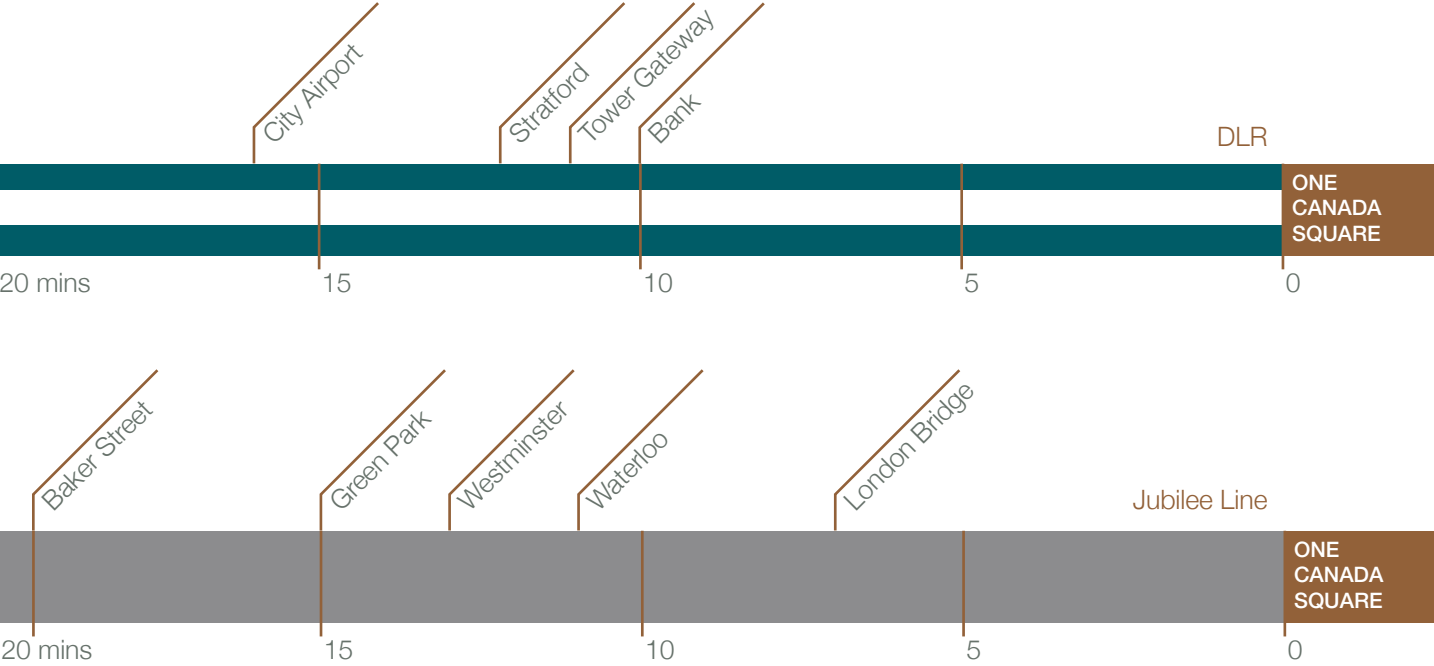 City Airport
Stratford
Tower Gateway
Bank
DLR
ONE
CANADA
SQUARE
20 mins
15
10
5
0
Baker Street
Green Park
Westminster
Waterloo
London Bridge
Jubilee Line
ONE
CANADA
SQUARE
20 mins
15
10
5
0